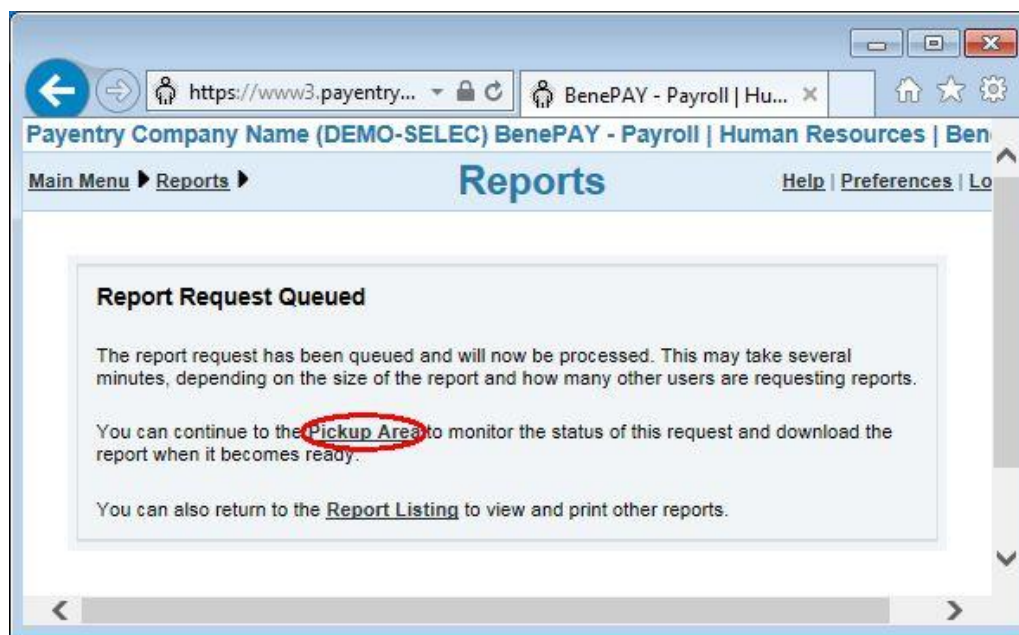 https://www3.payentry...
BenePAY - Payroll | Hu...
Payentry Company Name (DEMO-SELEC) BenePAY - Payroll | Human Resources | Ben
Main Menu Reports Reports Help | Preferences | Lo
Report Request Queued
The report request has been queued and will now be processed. This may take several
minutes, depending on the size of the report and how many other users are requesting reports.
You can continue to the Pickup Area to monitor the status of this request and download the
report when it becomes ready.
You can also return to the Report Listing to view and print other reports.